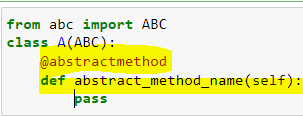 from abc import ABC
class A(ABC):
    @abstractmethod
    def abstract_method_name(self):
        pass